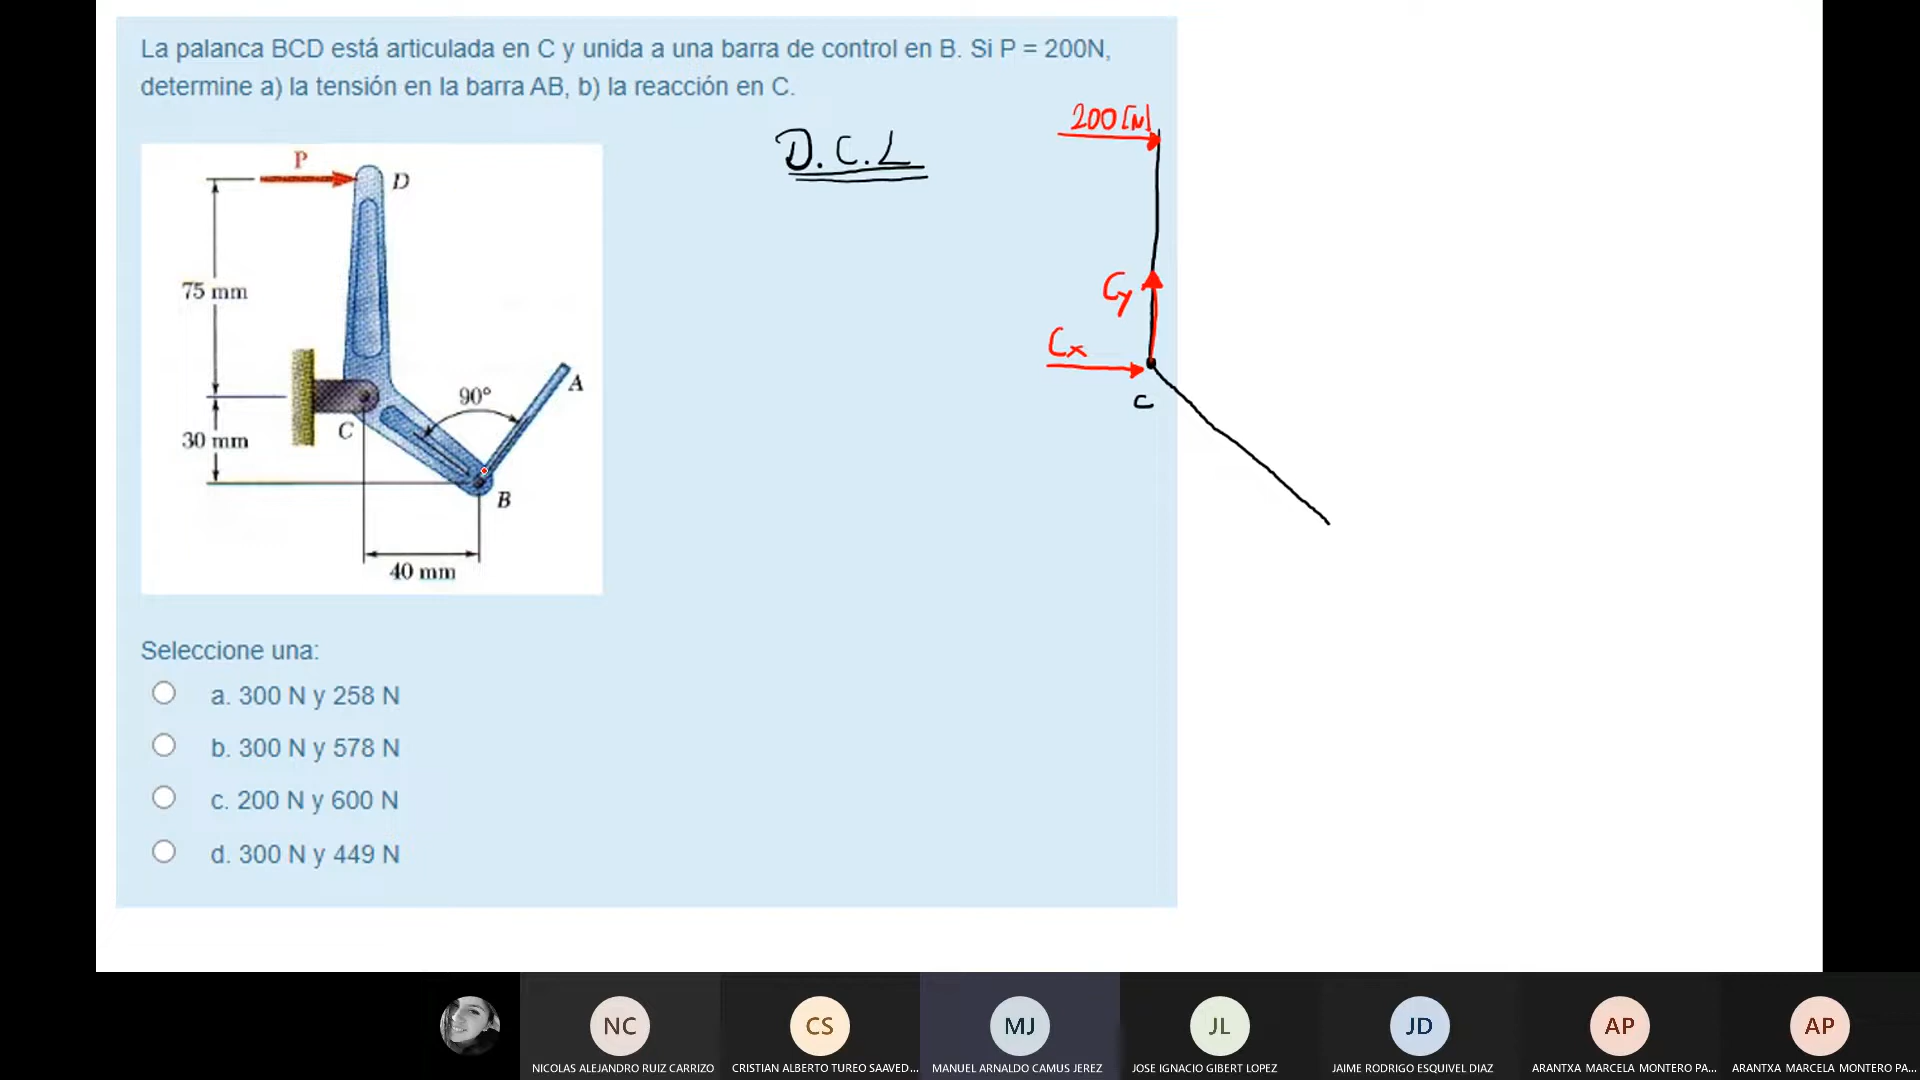 La palanca BCD está articulada en C y unida a una barra de control en B. Si P = 200N,
determine a) la tensión en la barra AB, b) la reacción en C.
D.C.L
200 [N]
P
D
75 mm
Cy
Cx
90°
A
C
C
30 mm
B
40 mm
Seleccione una:
a. 300 N y 258 N
b. 300 N y 578 N
c. 200 N y 600 N
d. 300 N y 449 N
NC
CS
MJ
JL
JD
AP
AP
NICOLAS ALEJANDRO RUIZ CARRIZO
CRISTIAN ALBERTO TUREO SAAVED...
MANUEL ARNALDO CAMUS JEREZ
JOSE IGNACIO GIBERT LOPEZ
JAIME RODRIGO ESQUIVEL DIAZ
ARANTXA MARCELA MONTERO PA...
ARANTXA MARCELA MONTERO PA...